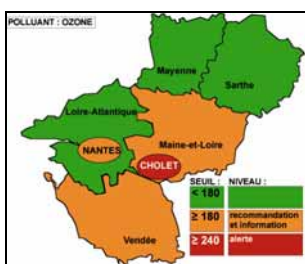 POLLUANT : OZONE
Mayenne
Sarthe
Loire-Atlantique
Maine-et-Loire
NANTES
CHOLET
Vendée
SEUIL : NIVEAU :
< 180
≥ 180 recommandation
et information
≥ 240 alerte